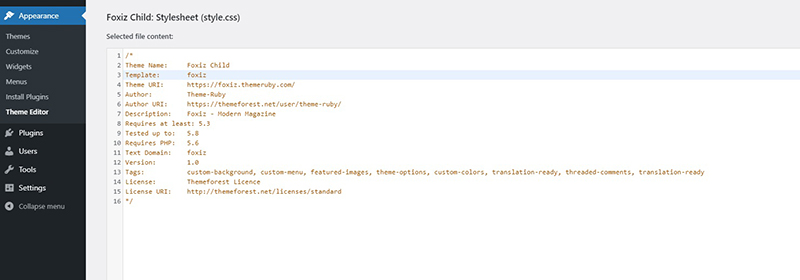 Appearance
Themes
Customize
Widgets
Menus
Install Plugins
Theme Editor
Plugins
Users
Tools
Settings
Collapse menu
Foxiz Child: Stylesheet (style.css)
Selected file content:
1 /*
2 Theme Name: Foxiz Child
3 Template: foxiz
4 Theme URI: https://foxiz.themeruby.com/
5 Author: Theme-Ruby
6 Author URI: https://themeforest.net/user/theme-ruby/
7 Description: Foxiz - Modern Magazine
8 Requires at least: 5.3
9 Tested up to: 5.8
10 Requires PHP: 5.6
11 Text Domain: foxiz
12 Version: 1.0
13 Tags: custom-background, custom-menu, featured-images, theme-options, custom-colors, translation-ready, threaded-comments, translation-ready
14 License: Themeforest Licence
15 License URI: http://themeforest.net/licenses/standard
16 */